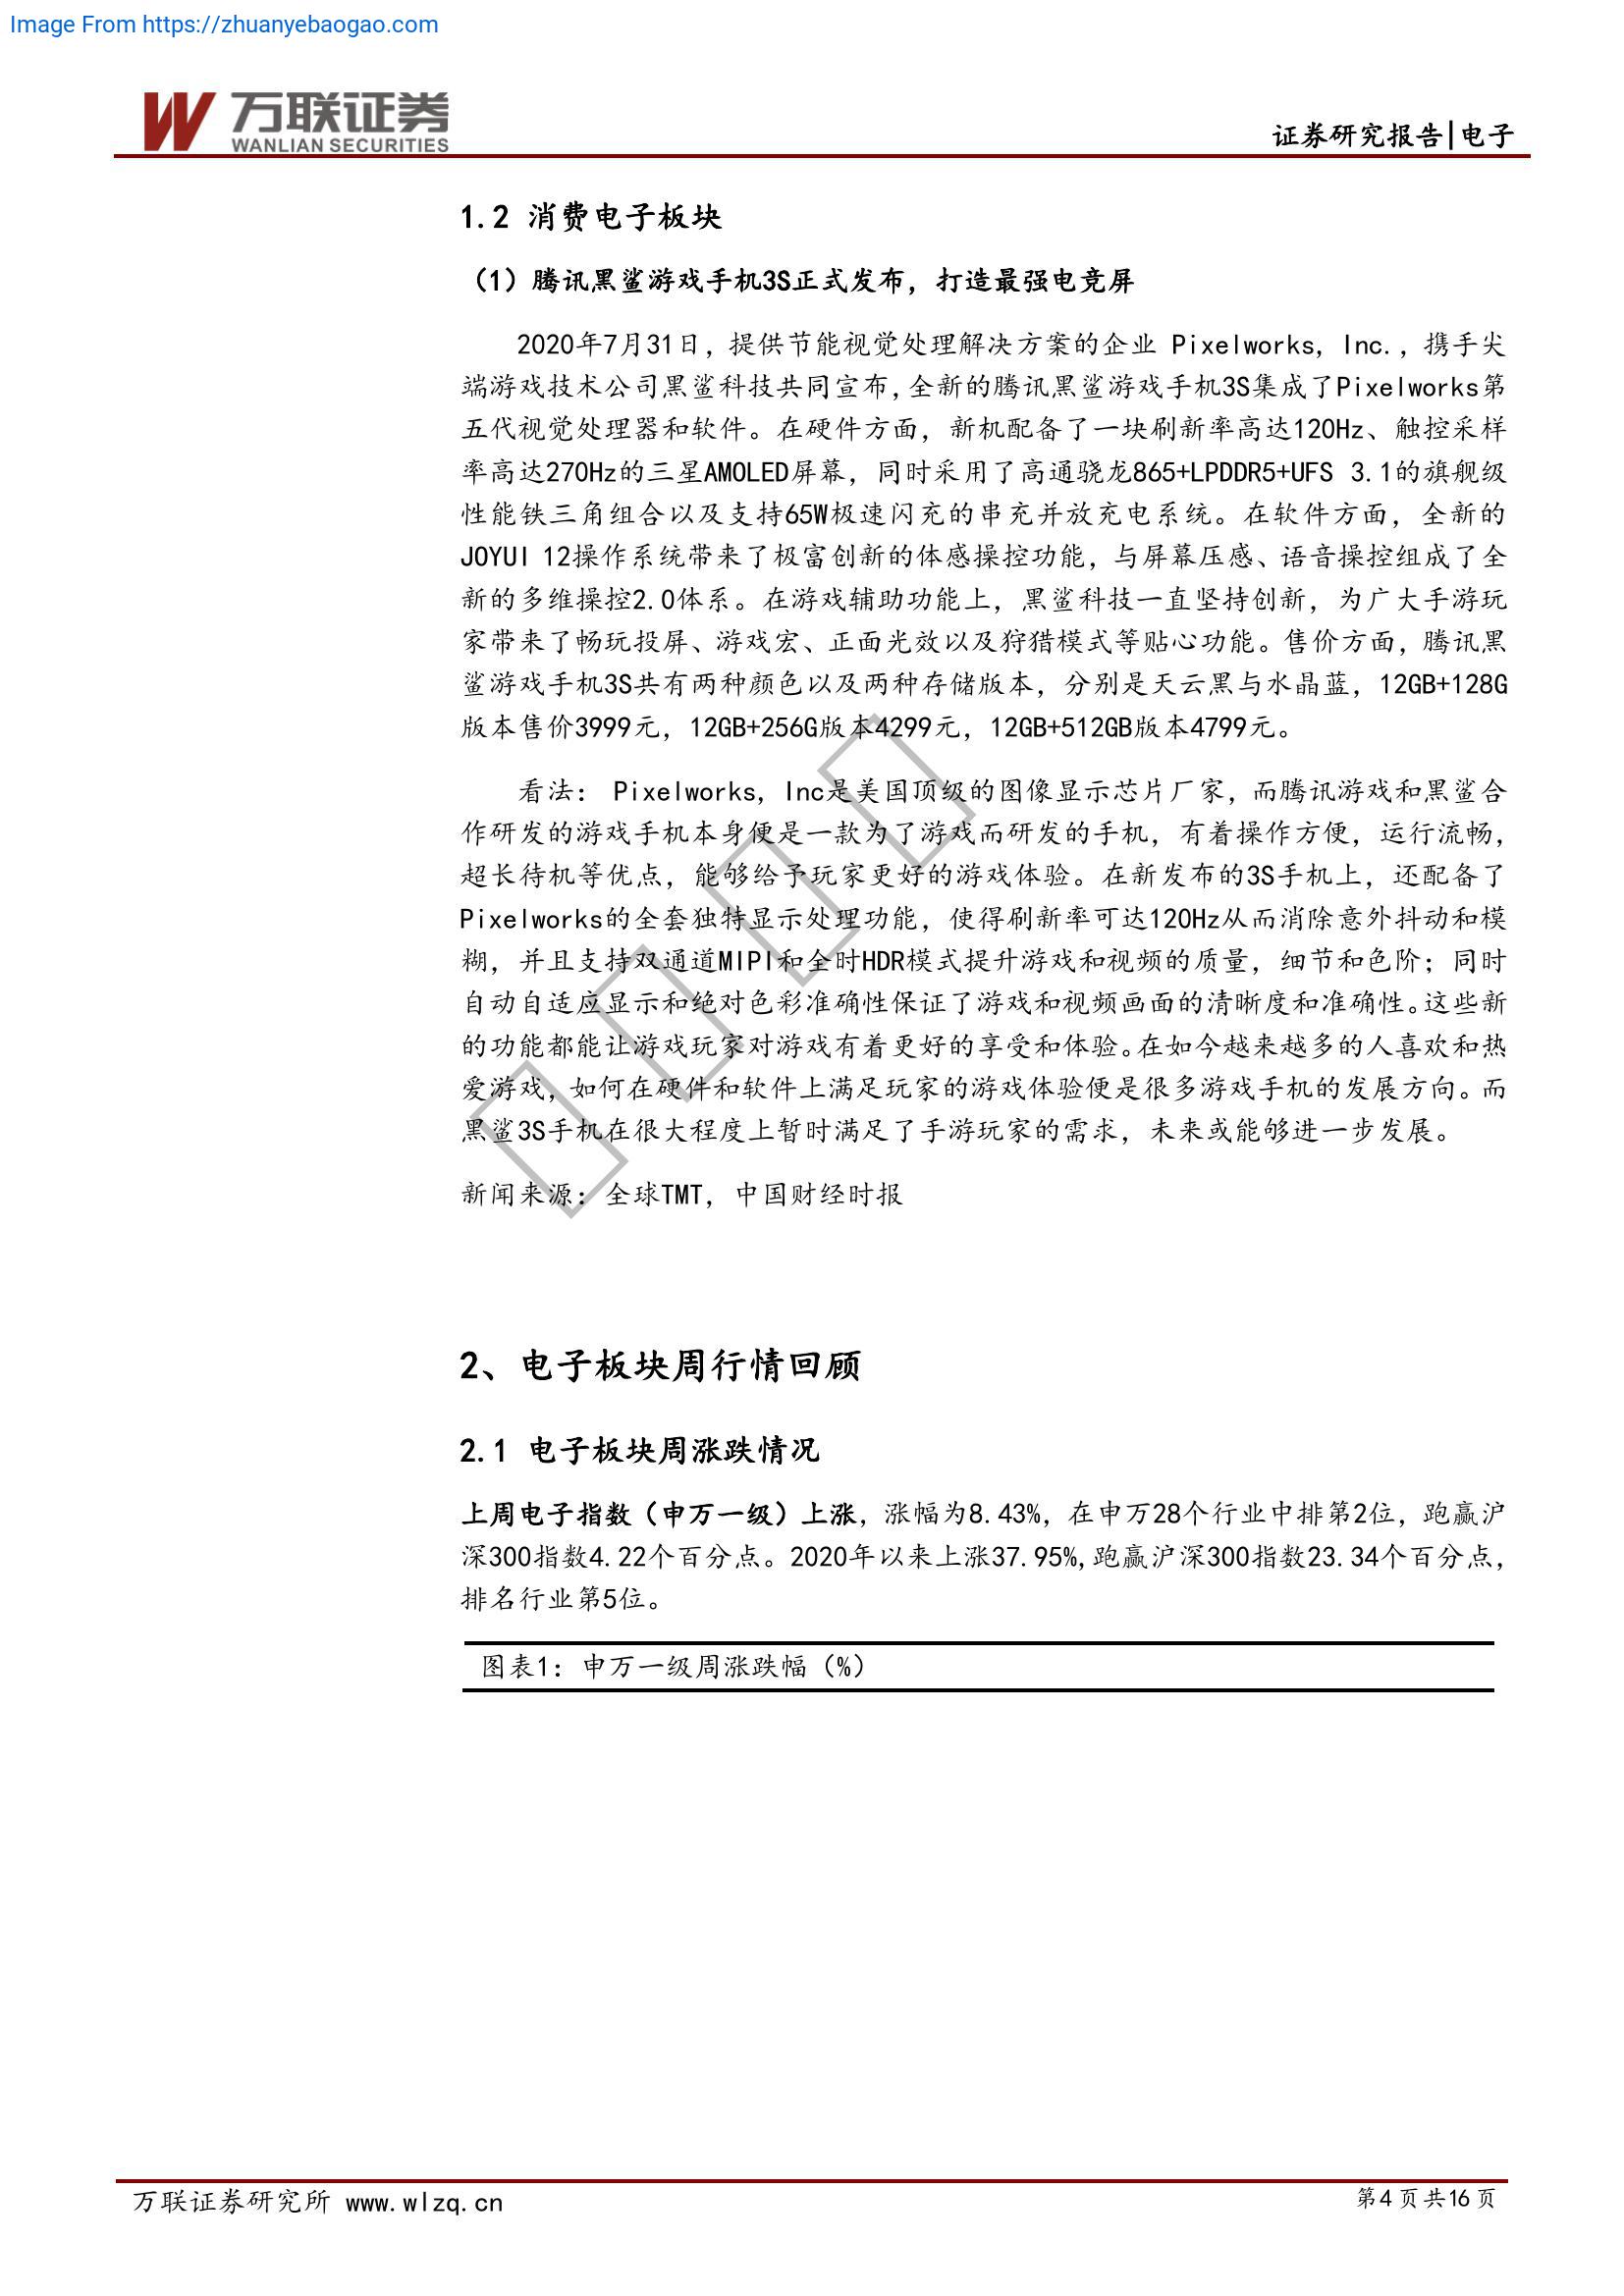 Image From https://zhuanyebaogao.com
万联证券
WANLIAN SECURITIES
证券研究报告|电子
1.2 消费电子板块
（1）腾讯黑鲨游戏手机3S正式发布，打造最强电竞屏
2020年7月31日，提供节能视觉处理解决方案的企业 Pixelworks, Inc.，携手尖
端游戏技术公司黑鲨科技共同宣布，全新的腾讯黑鲨游戏手机3S集成了Pixelworks第
五代视觉处理器和软件。在硬件方面，新机配备了一块刷新率高达120Hz、触控采样
率高达270Hz的三星AMOLED屏幕，同时采用了高通骁龙865+LPDDR5+UFS 3.1的旗舰级
性能铁三角组合以及支持65W极速闪充的串充并放充电系统。在软件方面，全新的
JOYUI 12操作系统带来了极富创新的体感操控功能，与屏幕压感、语音操控组成了全
新的多维操控2.0体系。在游戏辅助功能上，黑鲨科技一直坚持创新，为广大手游玩
家带来了畅玩投屏、游戏宏、正面光效以及狩猎模式等贴心功能。售价方面，腾讯黑
鲨游戏手机3S共有两种颜色以及两种存储版本，分别是天云黑与水晶蓝，12GB+128G
版本售价3999元，12GB+256G版本4299元，12GB+512GB版本4799元。
看法： Pixelworks, Inc是美国顶级的图像显示芯片厂家，而腾讯游戏和黑鲨合
作研发的游戏手机本身便是一款为了游戏而研发的手机，有着操作方便，运行流畅，
超长待机等优点，能够给予玩家更好的游戏体验。在新发布的3S手机上，还配备了
Pixelworks的全套独特显示处理功能，使得刷新率可达120Hz从而消除意外抖动和模
糊，并且支持双通道MIPI和全时HDR模式提升游戏和视频的质量，细节和色阶；同时
自动自适应显示和绝对色彩准确性保证了游戏和视频画面的清晰度和准确性。这些新
的功能都能让游戏玩家对游戏有着更好的享受和体验。在如今越来越多的人喜欢和热
爱游戏，如何在硬件和软件上满足玩家的游戏体验便是很多游戏手机的发展方向。而
黑鲨3S手机在很大程度上暂时满足了手游玩家的需求，未来或能够进一步发展。
新闻来源：全球TMT，中国财经时报
2、电子板块周行情回顾
2.1 电子板块周涨跌情况
上周电子指数（申万一级）上涨，涨幅为8.43%，在申万28个行业中排第2位，跑赢沪
深300指数4.22个百分点。2020年以来上涨37.95%,跑赢沪深300指数23.34个百分点，
排名行业第5位。
图表1：申万一级周涨跌幅（%）
万联证券研究所 www.wlzq.cn
第4页共16页